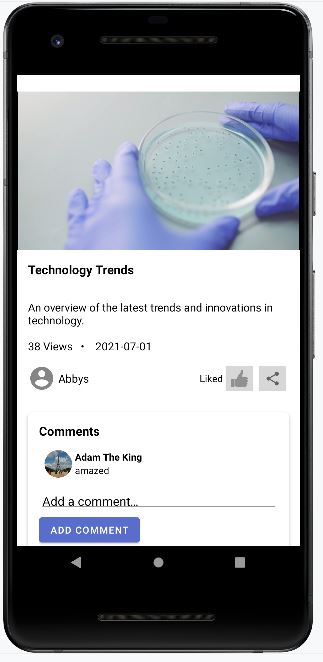 Technology Trends
An overview of the latest trends and innovations in
technology.
38 Views • 2021-07-01
Abbys
Liked
Comments
Adam The King
amazed
Add a comment...
ADD COMMENT